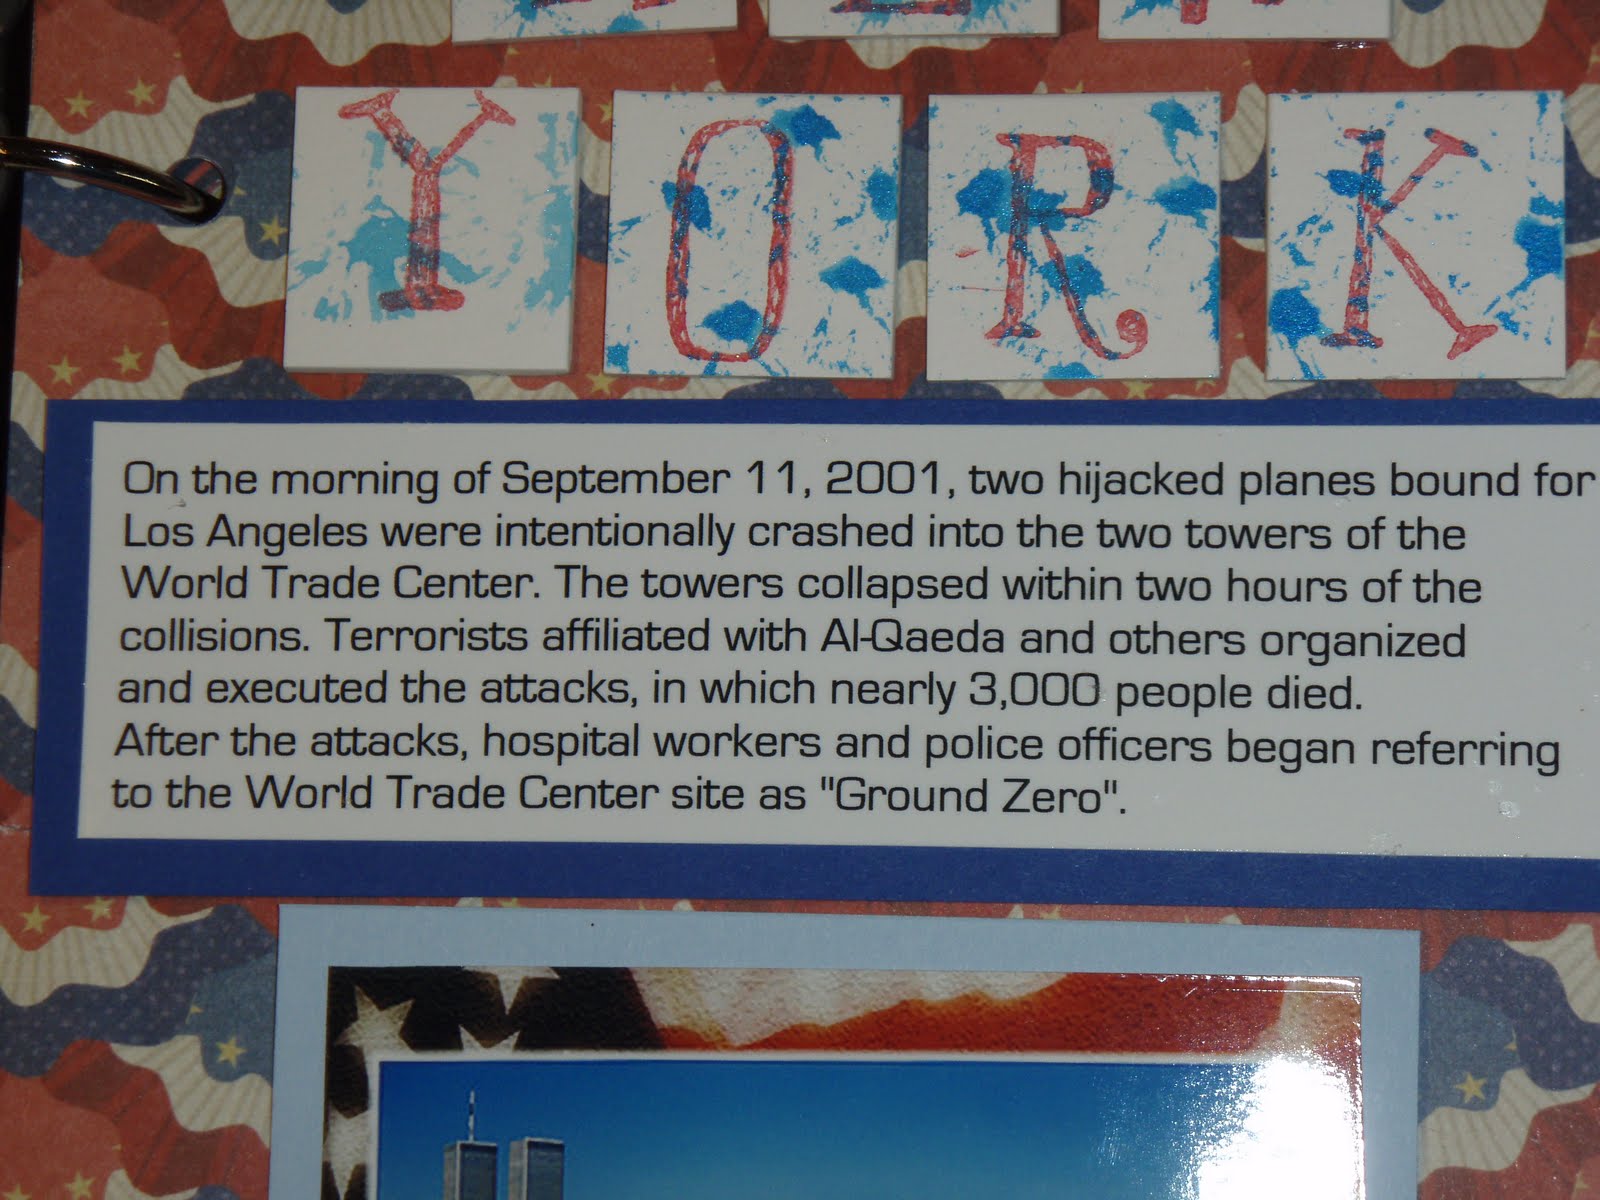 YORK
On the morning of September 11, 2001, two hijacked planes bound for
Los Angeles were intentionally crashed into the two towers of the
World Trade Center. The towers collapsed within two hours of the
collisions. Terrorists affiliated with Al-Qaeda and others organized
and executed the attacks, in which nearly 3,000 people died.
After the attacks, hospital workers and police officers began referring
to the World Trade Center site as "Ground Zero".